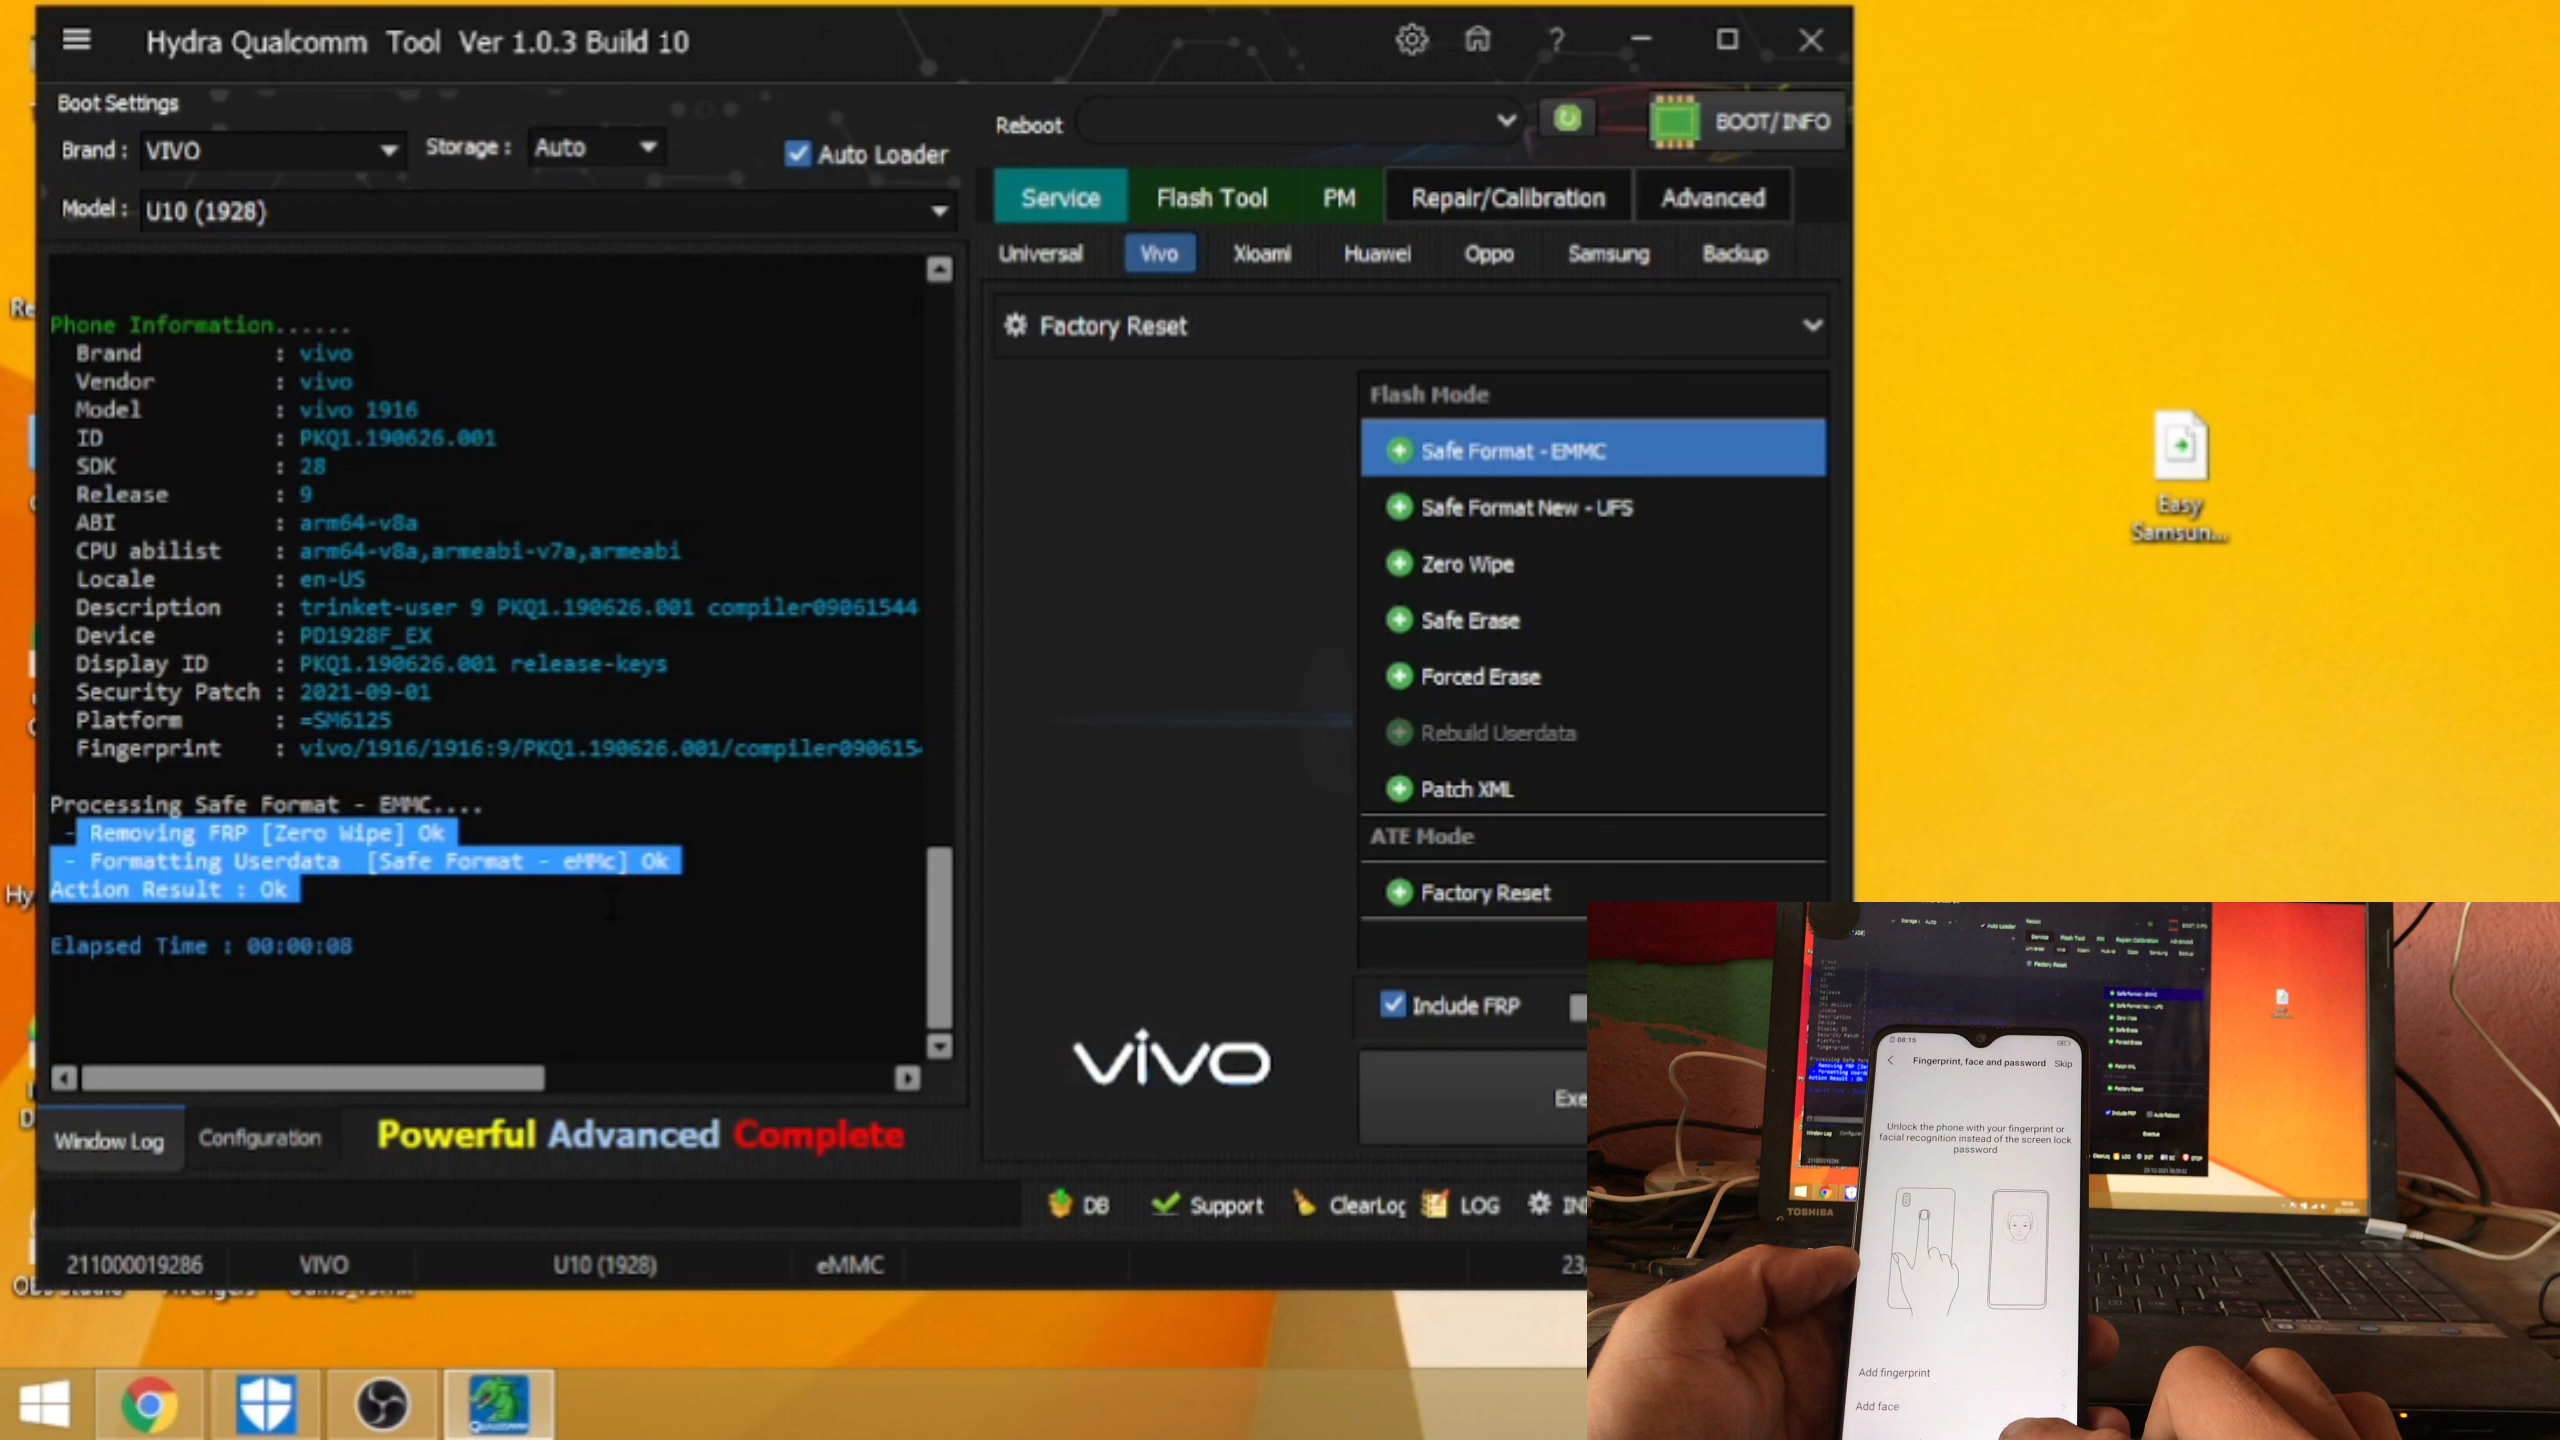 Hydra Qualcomm Tool Ver 1.0.3 Build 10
Boot Settings
Brand : VIVO
Storage : Auto
Auto Loader
Model : U10 (1928)
Reboot
BOOT/INFO
Service
Flash Tool
PM
Repair/Calibration
Advanced
Universal
Vivo
Xioami
Huawei
Oppo
Samsung
Backup
Factory Reset
Phone Information......
Brand : vivo
Vendor : vivo
Model : vivo 1916
ID : PKQ1.190626.001
SDK : 28
Release : 9
ABI : arm64-v8a
CPU abilist : arm64-v8a,armeabi-v7a,armeabi
Locale : en-US
Description : trinket-user 9 PKQ1.190626.001 compiler09061544
Device : PD1928F_EX
Display ID : PKQ1.190626.001 release-keys
Security Patch : 2021-09-01
Platform : =SM6125
Fingerprint : vivo/1916/1916:9/PKQ1.190626.001/compiler0906154
Processing Safe Format - EMMC....
- Removing FRP [Zero Wipe] Ok
- Formatting Userdata [Safe Format - eMMc] Ok
Action Result : Ok
Elapsed Time : 00:00:08
Flash Mode
Safe Format - EMMC
Safe Format New - UFS
Zero Wipe
Safe Erase
Forced Erase
Rebuild Userdata
Patch XML
ATE Mode
Factory Reset
Include FRP
vivo
Exe
Window Log
Configuration
Powerful Advanced Complete
DB
Support
ClearLog
LOG
211000019286
VIVO
U10 (1928)
eMMC
23,
Easy
Samsun...
08:15
Fingerprint, face and password
Skip
Unlock the phone with your fingerprint or
facial recognition instead of the screen lock
password
Add fingerprint
Add face
TOSHIBA